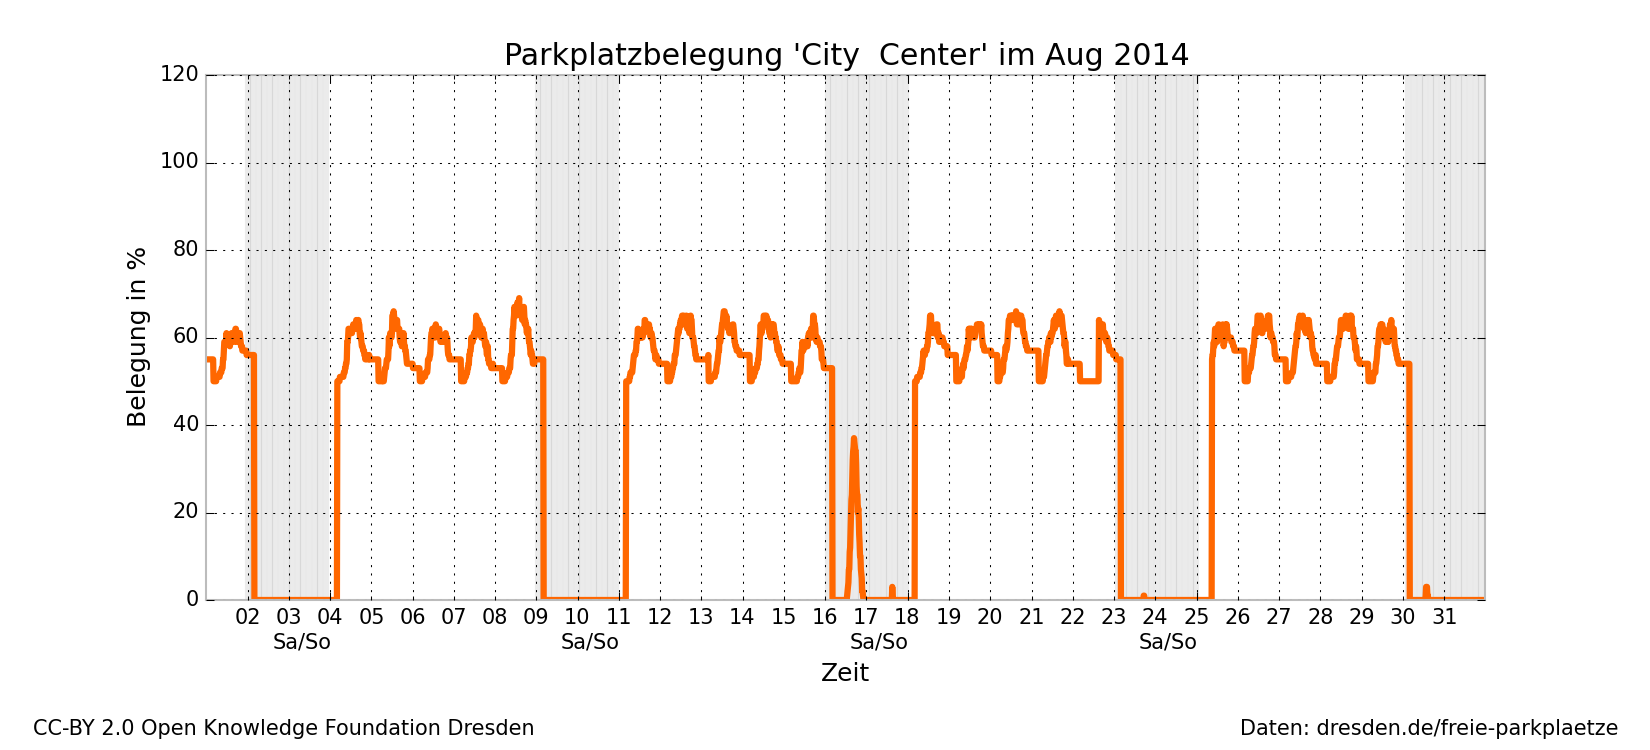 Parkplatzbelegung 'City  Center' im Aug 2014
120
100
80
60
40
20
0
Belegung in %
02 03 04 05 06 07 08 09 10 11 12 13 14 15 16 17 18 19 20 21 22 23 24 25 26 27 28 29 30 31
Sa/So Sa/So Sa/So Sa/So
Zeit
CC-BY 2.0 Open Knowledge Foundation Dresden
Daten: dresden.de/freie-parkplaetze